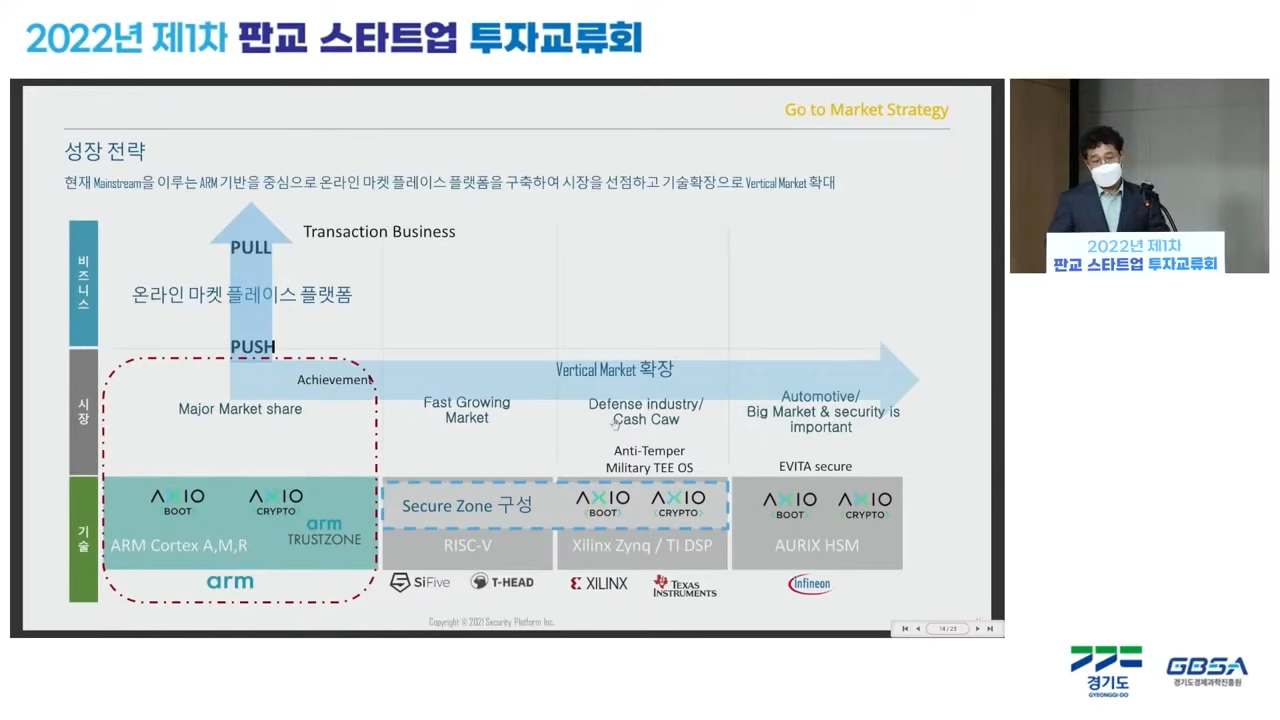 2022년 제1차 판교 스타트업 투자교류회
Go to Market Strategy
성장 전략
현재 Mainstream을 이루는 ARM 기반을 중심으로 온라인 마켓 플레이스 플랫폼을 구축하여 시장을 선점하고 기술확장으로 Vertical Market 확대
비즈니스
PULL
Transaction Business
온라인 마켓 플레이스 플랫폼
PUSH
시장
Achievement
Vertical Market 확장
Major Market share
Fast Growing
Market
Defense industry/
Cash Caw
Automotive/
Big Market & security is
important
Anti-Temper
Military TEE OS
EVITA secure
기술
AXIO
BOOT
AXIO
CRYPTO
arm
TRUSTZONE
ARM Cortex A,M,R
Secure Zone 구성
AXIO
BOOT
AXIO
CRYPTO
AXIO
BOOT
AXIO
CRYPTO
RISC-V
Xilinx Zynq / TI DSP
AURIX HSM
arm
SiFive
T-HEAD
XILINX
TEXAS
INSTRUMENTS
infineon
Copyright © 2021 Security Platform Inc.
14/23
2022년 제1차
판교 스타트업 투자교류회
경기도
GYEONGGI-DO
GBSA
경기도경제과학진흥원